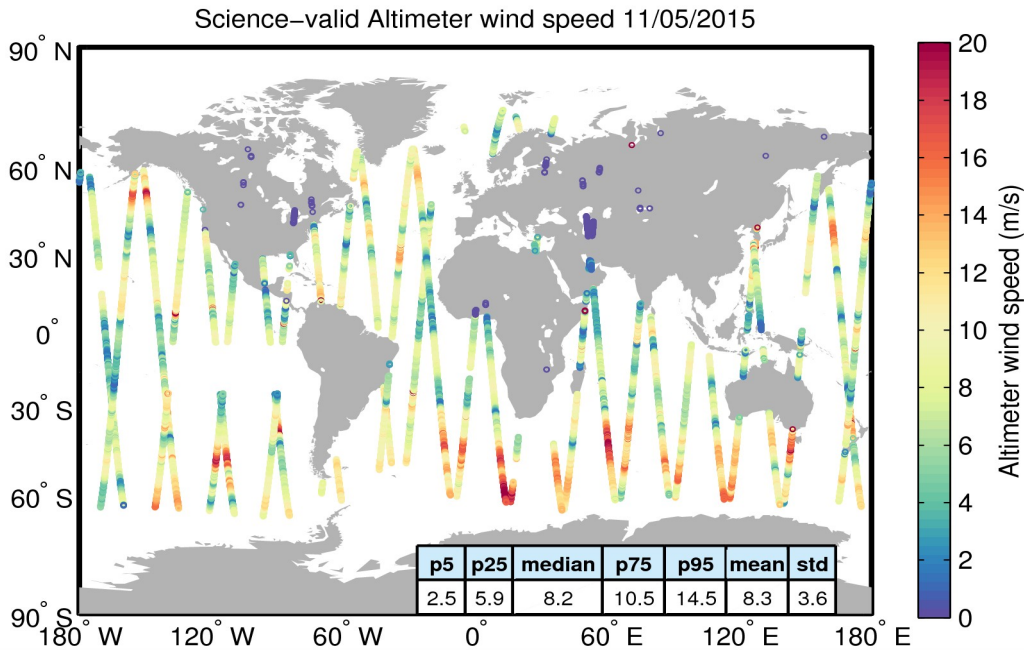 Science−valid Altimeter wind speed 11/05/2015
90° N
60° N
30° N
0°
30° S
60° S
90° S
180° W
120° W
60° W
0°
60° E
120° E
180° E
p5 p25 median p75 p95 mean std
2.5 5.9 8.2 10.5 14.5 8.3 3.6
20
18
16
14
12
10
8
6
4
2
0
Altimeter wind speed (m/s)